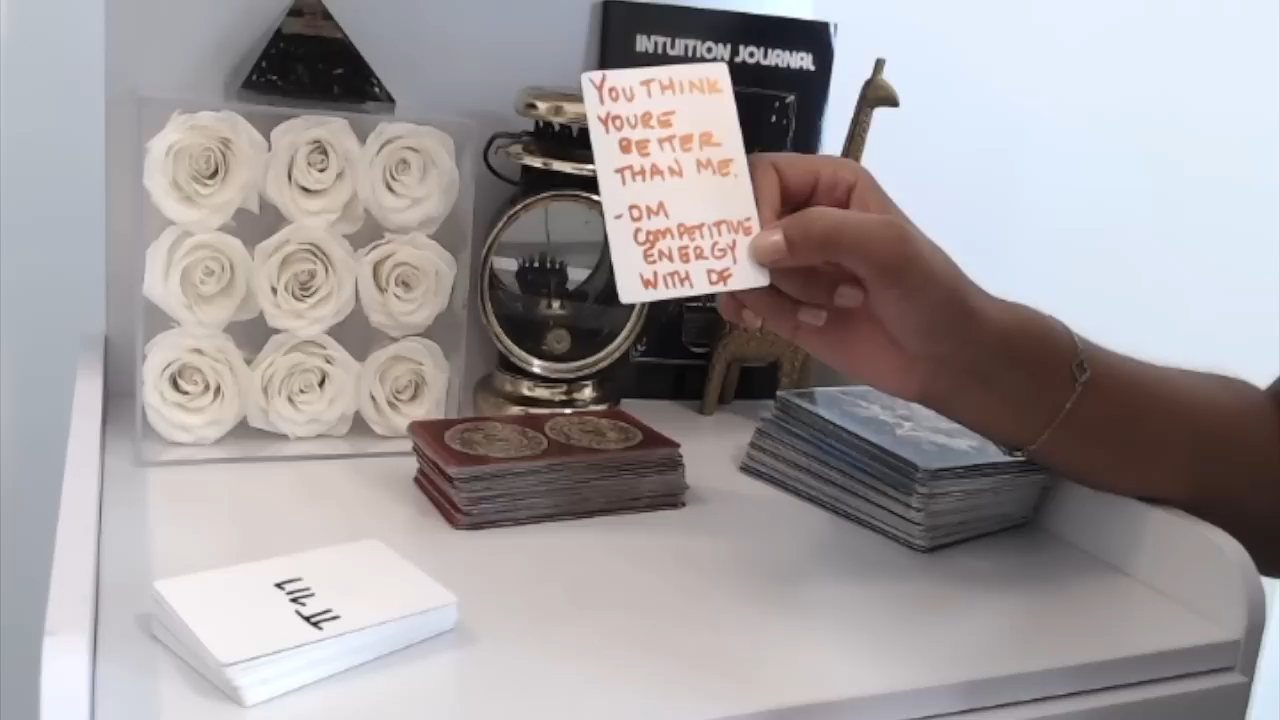 INTUITION JOURNAL
YOU THINK
YOURE
BETTER
THAN ME.
-DM
COMPETITIVE
ENERGY
WITH DF